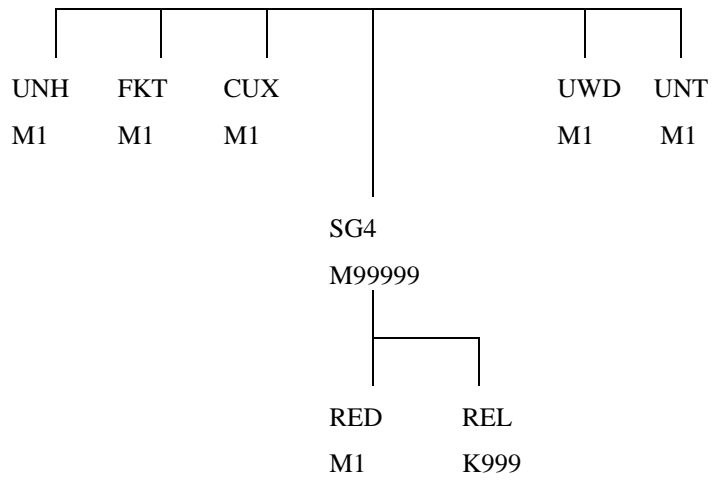 UNH FKT CUX UWD UNT
M1 M1 M1 M1 M1
SG4
M99999
RED REL
M1 K999